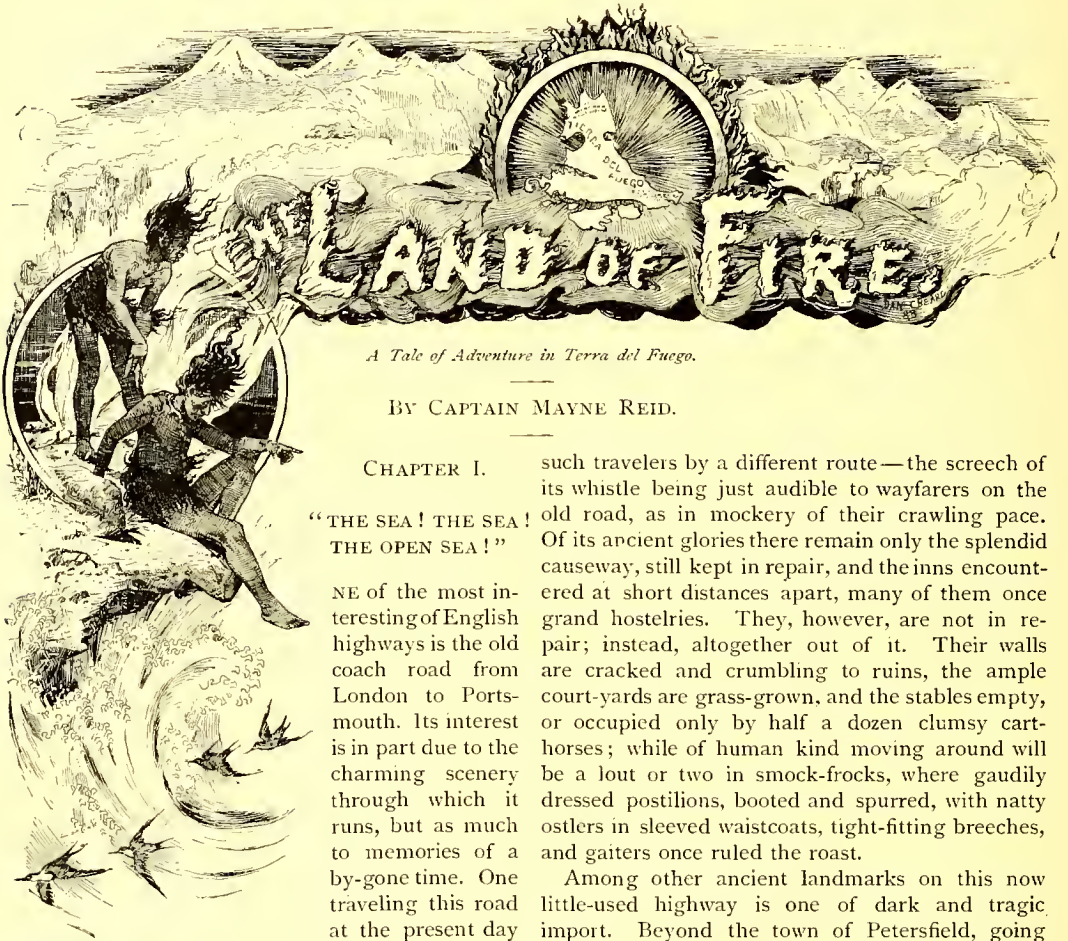 THE LAND OF FIRE.
TIERRA
DEL
FUEGO
DAN C BEARD
A Tale of Adventure in Terra del Fuego.
BY CAPTAIN MAYNE REID.
CHAPTER I.
“THE SEA! THE SEA!
THE OPEN SEA!”
NE of the most in-
teresting of English
highways is the old
coach road from
London to Ports-
mouth. Its interest
is in part due to the
charming scenery
through which it
runs, but as much
to memories of a
by-gone time. One
traveling this road
at the present day
such travelers by a different route—the screech of
its whistle being just audible to wayfarers on the
old road, as in mockery of their crawling pace.
Of its ancient glories there remain only the splendid
causeway, still kept in repair, and the inns encount-
ered at short distances apart, many of them once
grand hostelries. They, however, are not in re-
pair; instead, altogether out of it. Their walls
are cracked and crumbling to ruins, the ample
court-yards are grass-grown, and the stables empty,
or occupied only by half a dozen clumsy cart-
horses; while of human kind moving around will
be a lout or two in smock-frocks, where gaudily
dressed postilions, booted and spurred, with natty
ostlers in sleeved waistcoats, tight-fitting breeches,
and gaiters once ruled the roast.
Among other ancient landmarks on this now
little-used highway is one of dark and tragic
import. Beyond the town of Petersfield, going